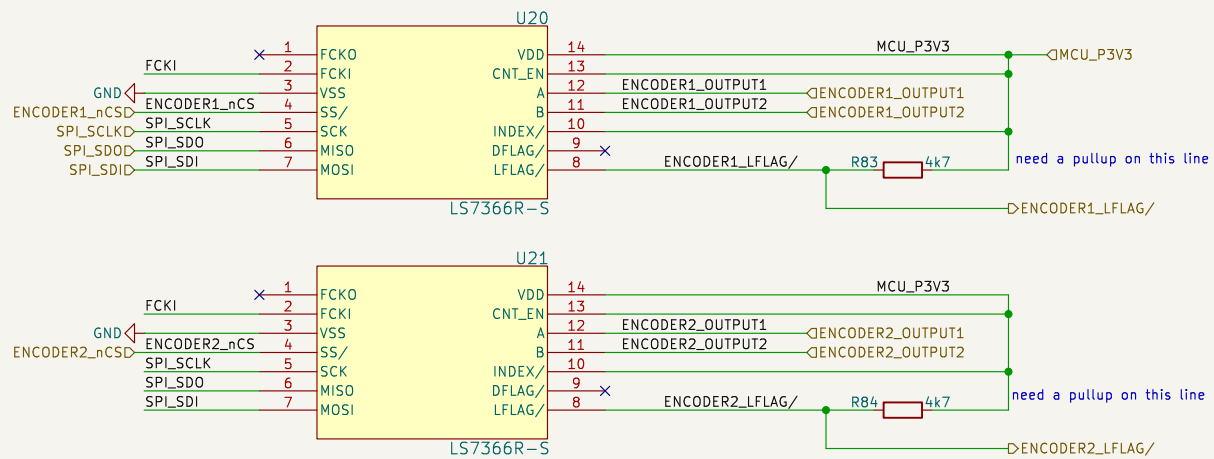 U20
1 FCKO VDD 14 MCU_P3V3 MCU_P3V3
FCKI 2 FCKI CNT_EN 13
GND 3 VSS A 12 ENCODER1_OUTPUT1 ENCODER1_OUTPUT1
ENCODER1_nCS ENCODER1_nCS 4 SS/ B 11 ENCODER1_OUTPUT2 ENCODER1_OUTPUT2
SPI_SCLK SPI_SCLK 5 SCK INDEX/ 10
SPI_SDO SPI_SDO 6 MISO DFLAG/ 9
need a pullup on this line
SPI_SDI SPI_SDI 7 MOSI LFLAG/ 8 ENCODER1_LFLAG/ R83 4k7
LS7366R-S ENCODER1_LFLAG/
U21
1 FCKO VDD 14 MCU_P3V3
FCKI 2 FCKI CNT_EN 13
GND 3 VSS A 12 ENCODER2_OUTPUT1 ENCODER2_OUTPUT1
ENCODER2_nCS ENCODER2_nCS 4 SS/ B 11 ENCODER2_OUTPUT2 ENCODER2_OUTPUT2
SPI_SCLK 5 SCK INDEX/ 10
SPI_SDO 6 MISO DFLAG/ 9
need a pullup on this line
SPI_SDI 7 MOSI LFLAG/ 8 ENCODER2_LFLAG/ R84 4k7
LS7366R-S ENCODER2_LFLAG/